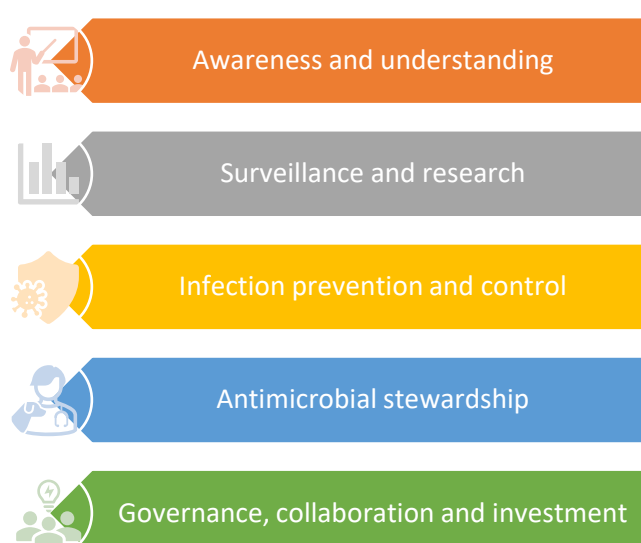 Awareness and understanding
Surveillance and research
Infection prevention and control
Antimicrobial stewardship
Governance, collaboration and investment